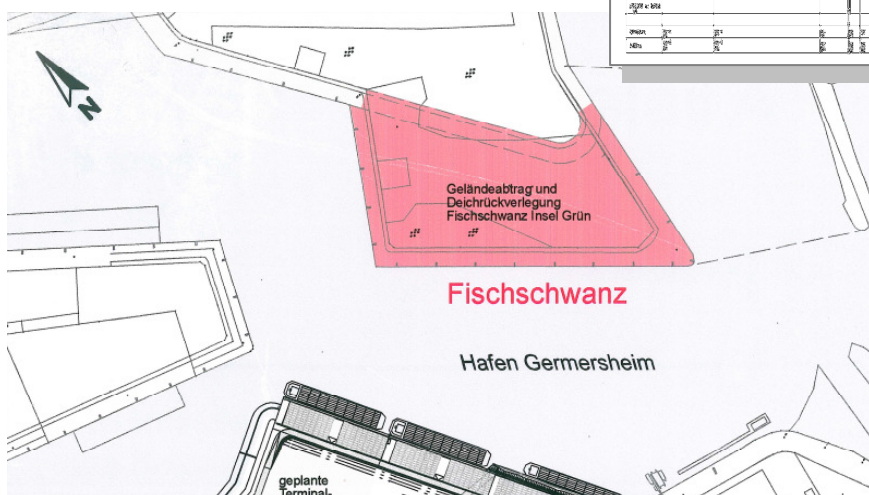 N
Geländeabtrag und
Deichrückverlegung
Fischschwanz Insel Grün
Fischschwanz
Hafen Germersheim
geplante
Terminal-